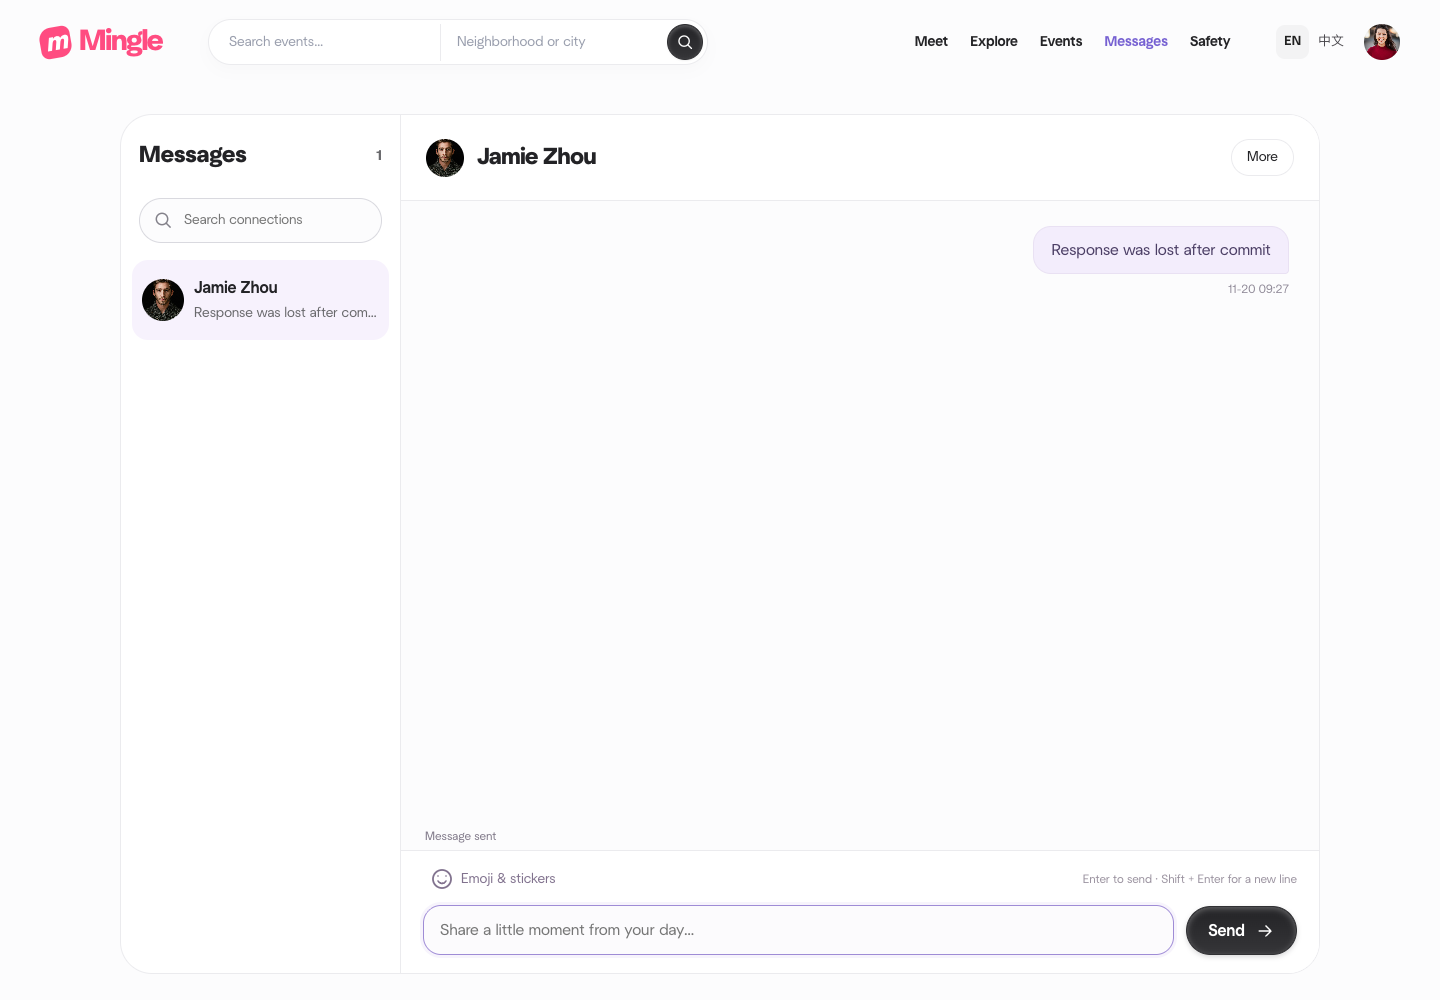 m Mingle
Search events...
Neighborhood or city
Meet
Explore
Events
Messages
Safety
EN
中文
Messages
1
Search connections
Jamie Zhou
Response was lost after com...
Jamie Zhou
More
Response was lost after commit
11-20 09:27
Message sent
Emoji & stickers
Enter to send · Shift + Enter for a new line
Share a little moment from your day...
Send